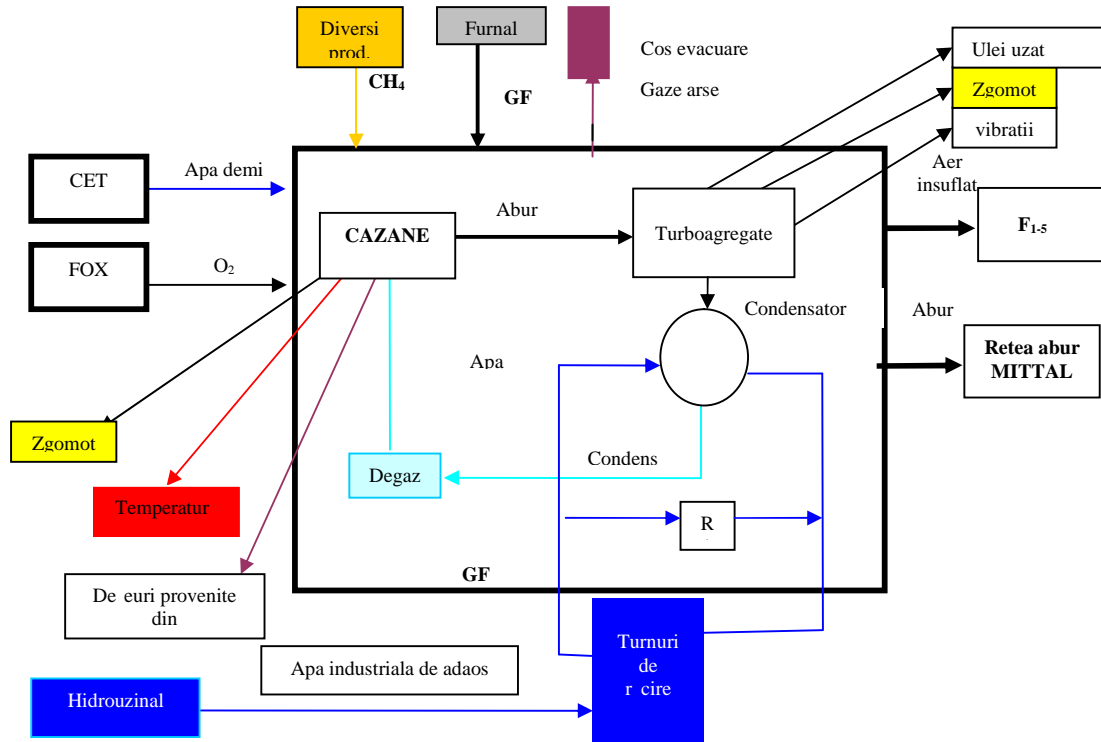 Diversi
prod.
Furnal
Cos evacuare
Gaze arse
Ulei uzat
Zgomot
vibratii
CH₄
GF
CET
Apa demi
Aer
insuflat
FOX
O₂
CAZANE
Abur
Turboagregate
F₁₋₅
Condensator
Abur
Apa
Retea abur
MITTAL
Zgomot
Condens
Degaz
Temperatur
R
GF
De euri provenite
din
Turnuri
de
r cire
Apa industriala de adaos
Hidrouzinal